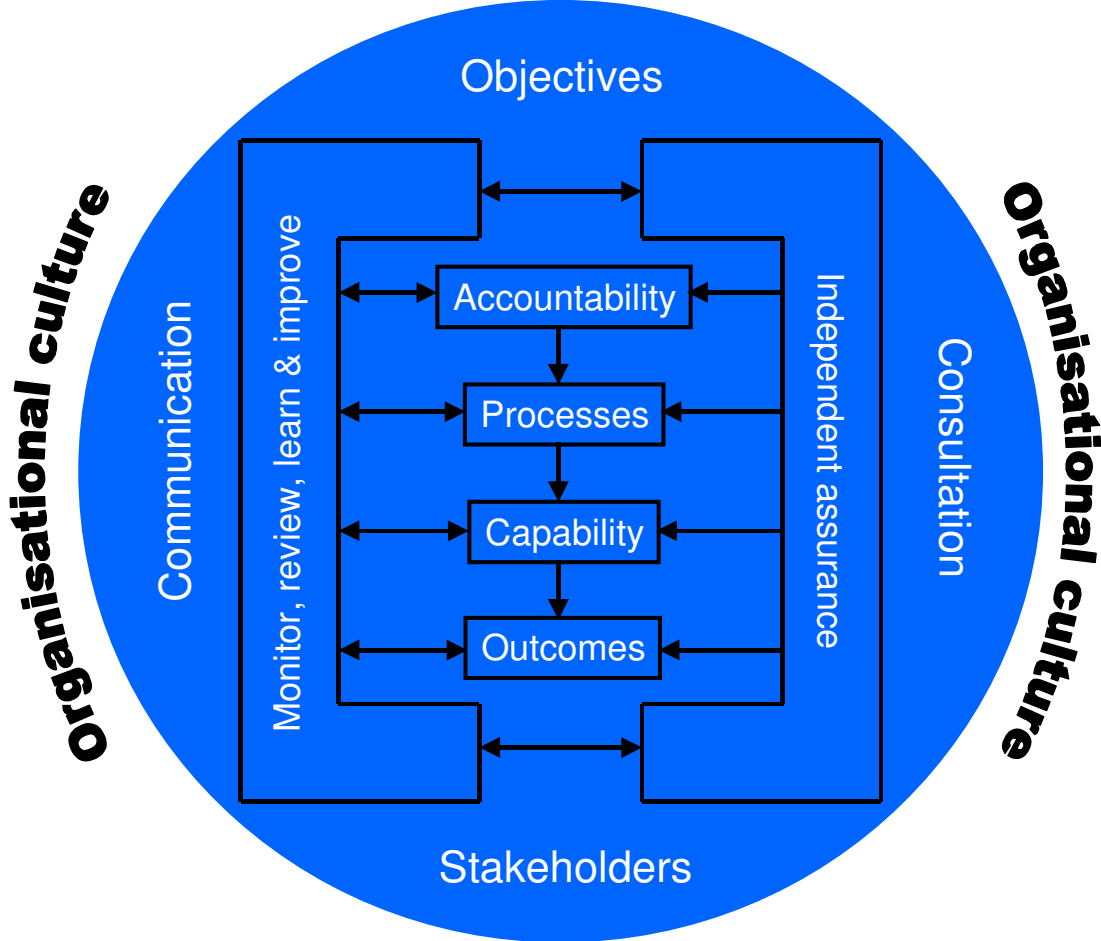 Objectives
Organisational culture
Communication
Monitor, review, learn & improve
Accountability
Processes
Capability
Outcomes
Independent assurance
Consultation
Organisational culture
Stakeholders